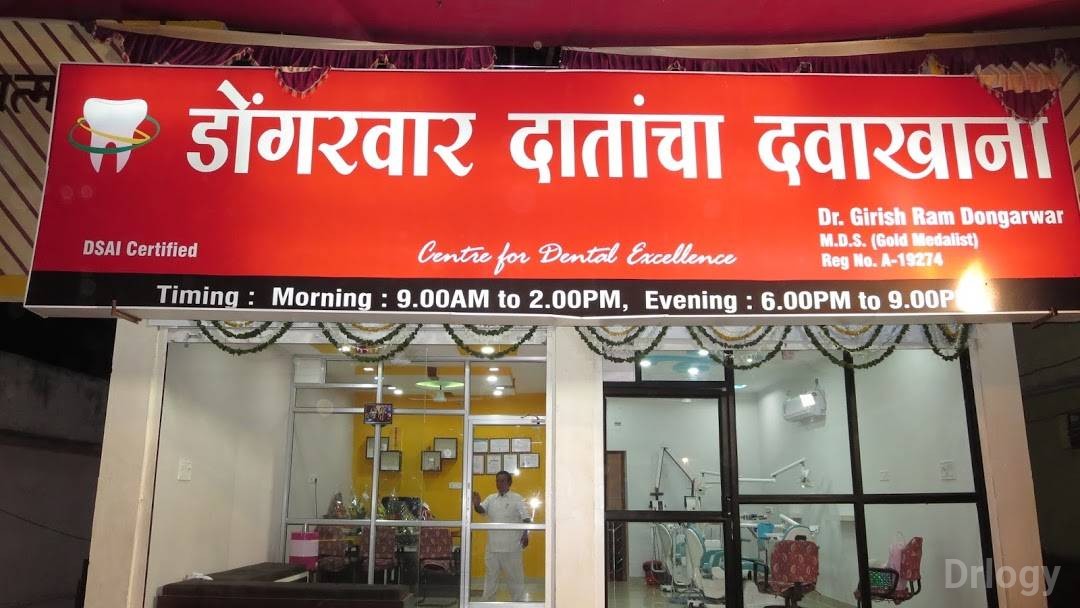 डोंगरवार दातांचा दवाखाना
Dr. Girish Ram Dongarwar
M.D.S. (Gold Medalist)
Reg No. A-19274
DSAI Certified
Centre for Dental Excellence
Timing : Morning : 9.00AM to 2.00PM, Evening : 6.00PM to 9.00P
Drlogy